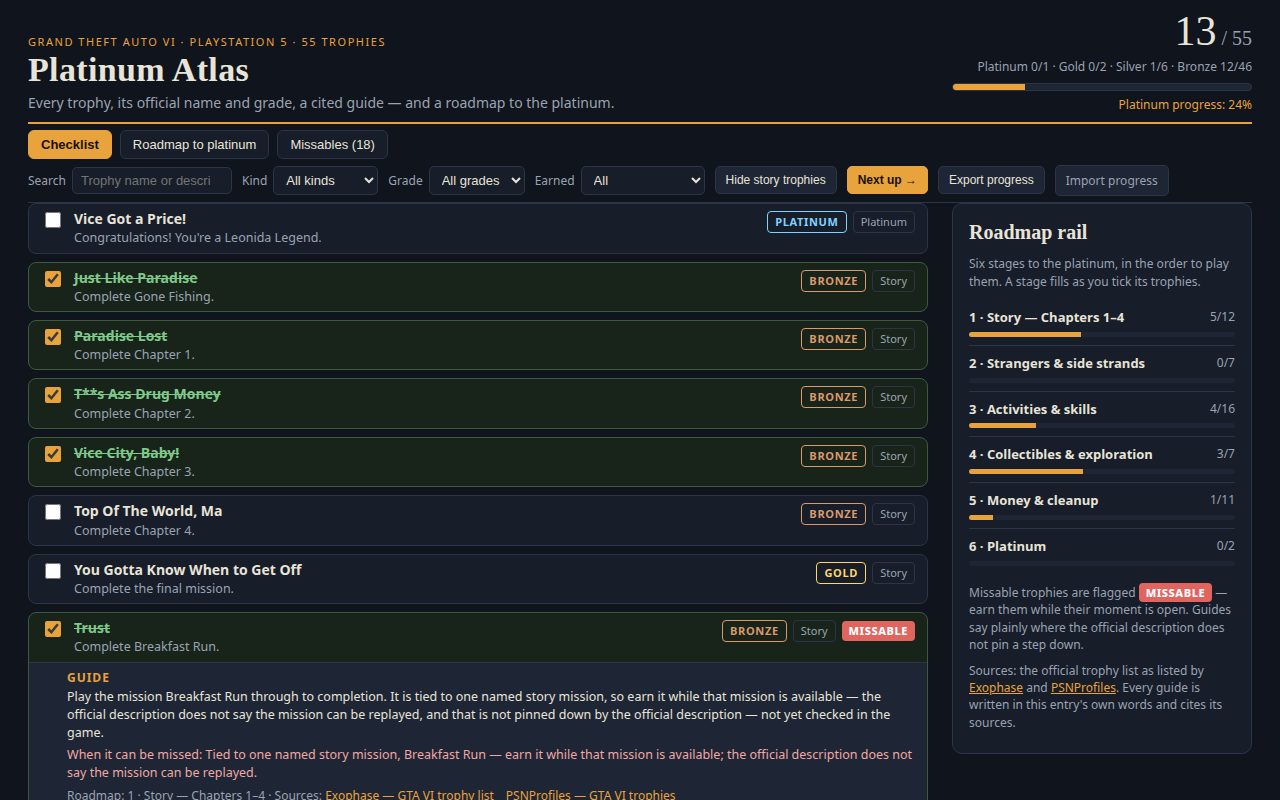 GRAND THEFT AUTO VI · PLAYSTATION 5 · 55 TROPHIES
Platinum Atlas
Every trophy, its official name and grade, a cited guide — and a roadmap to the platinum.
13 / 55
Platinum 0/1 · Gold 0/2 · Silver 1/6 · Bronze 12/46
Platinum progress: 24%
Checklist
Roadmap to platinum
Missables (18)
Search Trophy name or descri Kind All kinds Grade All grades Earned All Hide story trophies Next up → Export progress Import progress
Vice Got a Price!
Congratulations! You're a Leonida Legend.
PLATINUM Platinum
Just Like Paradise
Complete Gone Fishing.
BRONZE Story
Paradise Lost
Complete Chapter 1.
BRONZE Story
T**s Ass Drug Money
Complete Chapter 2.
BRONZE Story
Vice City, Baby!
Complete Chapter 3.
BRONZE Story
Top Of The World, Ma
Complete Chapter 4.
BRONZE Story
You Gotta Know When to Get Off
Complete the final mission.
GOLD Story
Trust
Complete Breakfast Run.
BRONZE Story MISSABLE
GUIDE
Play the mission Breakfast Run through to completion. It is tied to one named story mission, so earn it while that mission is available — the
official description does not say the mission can be replayed, and that is not pinned down by the official description — not yet checked in the
game.
When it can be missed: Tied to one named story mission, Breakfast Run — earn it while that mission is available; the official description does not
say the mission can be replayed.
Roadmap: 1 · Story — Chapters 1–4 · Sources: Exophase — GTA VI trophy list PSNProfiles — GTA VI trophies
Roadmap rail
Six stages to the platinum, in the order to play
them. A stage fills as you tick its trophies.
1 · Story — Chapters 1–4 5/12
2 · Strangers & side strands 0/7
3 · Activities & skills 4/16
4 · Collectibles & exploration 3/7
5 · Money & cleanup 1/11
6 · Platinum 0/2
Missable trophies are flagged MISSABLE —
earn them while their moment is open. Guides
say plainly where the official description does
not pin a step down.
Sources: the official trophy list as listed by
Exophase and PSNProfiles. Every guide is
written in this entry's own words and cites its
sources.